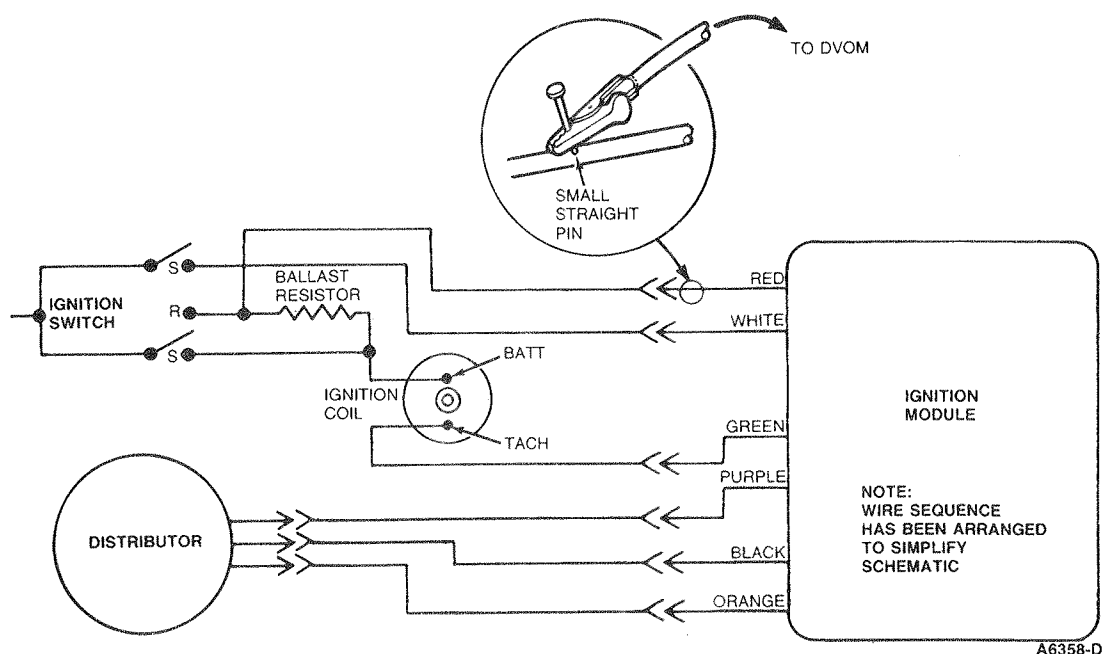 TO DVOM
SMALL
STRAIGHT
PIN
S
BALLAST
RESISTOR
RED
IGNITION
SWITCH
R
WHITE
S
BATT
IGNITION
COIL
IGNITION
MODULE
GREEN
TACH
PURPLE
NOTE:
WIRE SEQUENCE
HAS BEEN ARRANGED
TO SIMPLIFY
SCHEMATIC
DISTRIBUTOR
BLACK
ORANGE
A6358-D